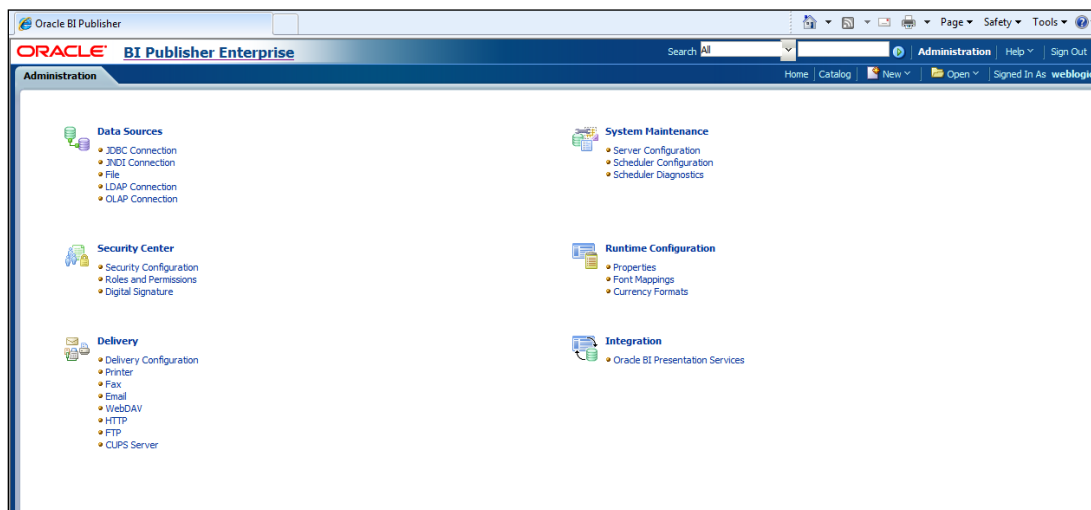 Oracle BI Publisher
Page Safety Tools
ORACLE BI Publisher Enterprise Search All Administration Help Sign Out
Administration Home Catalog New Open Signed In As weblogic
Data Sources
JDBC Connection
JNDI Connection
File
LDAP Connection
OLAP Connection
System Maintenance
Server Configuration
Scheduler Configuration
Scheduler Diagnostics
Security Center
Security Configuration
Roles and Permissions
Digital Signature
Runtime Configuration
Properties
Font Mappings
Currency Formats
Delivery
Delivery Configuration
Printer
Fax
Email
WebDAV
HTTP
FTP
CUPS Server
Integration
Oracle BI Presentation Services